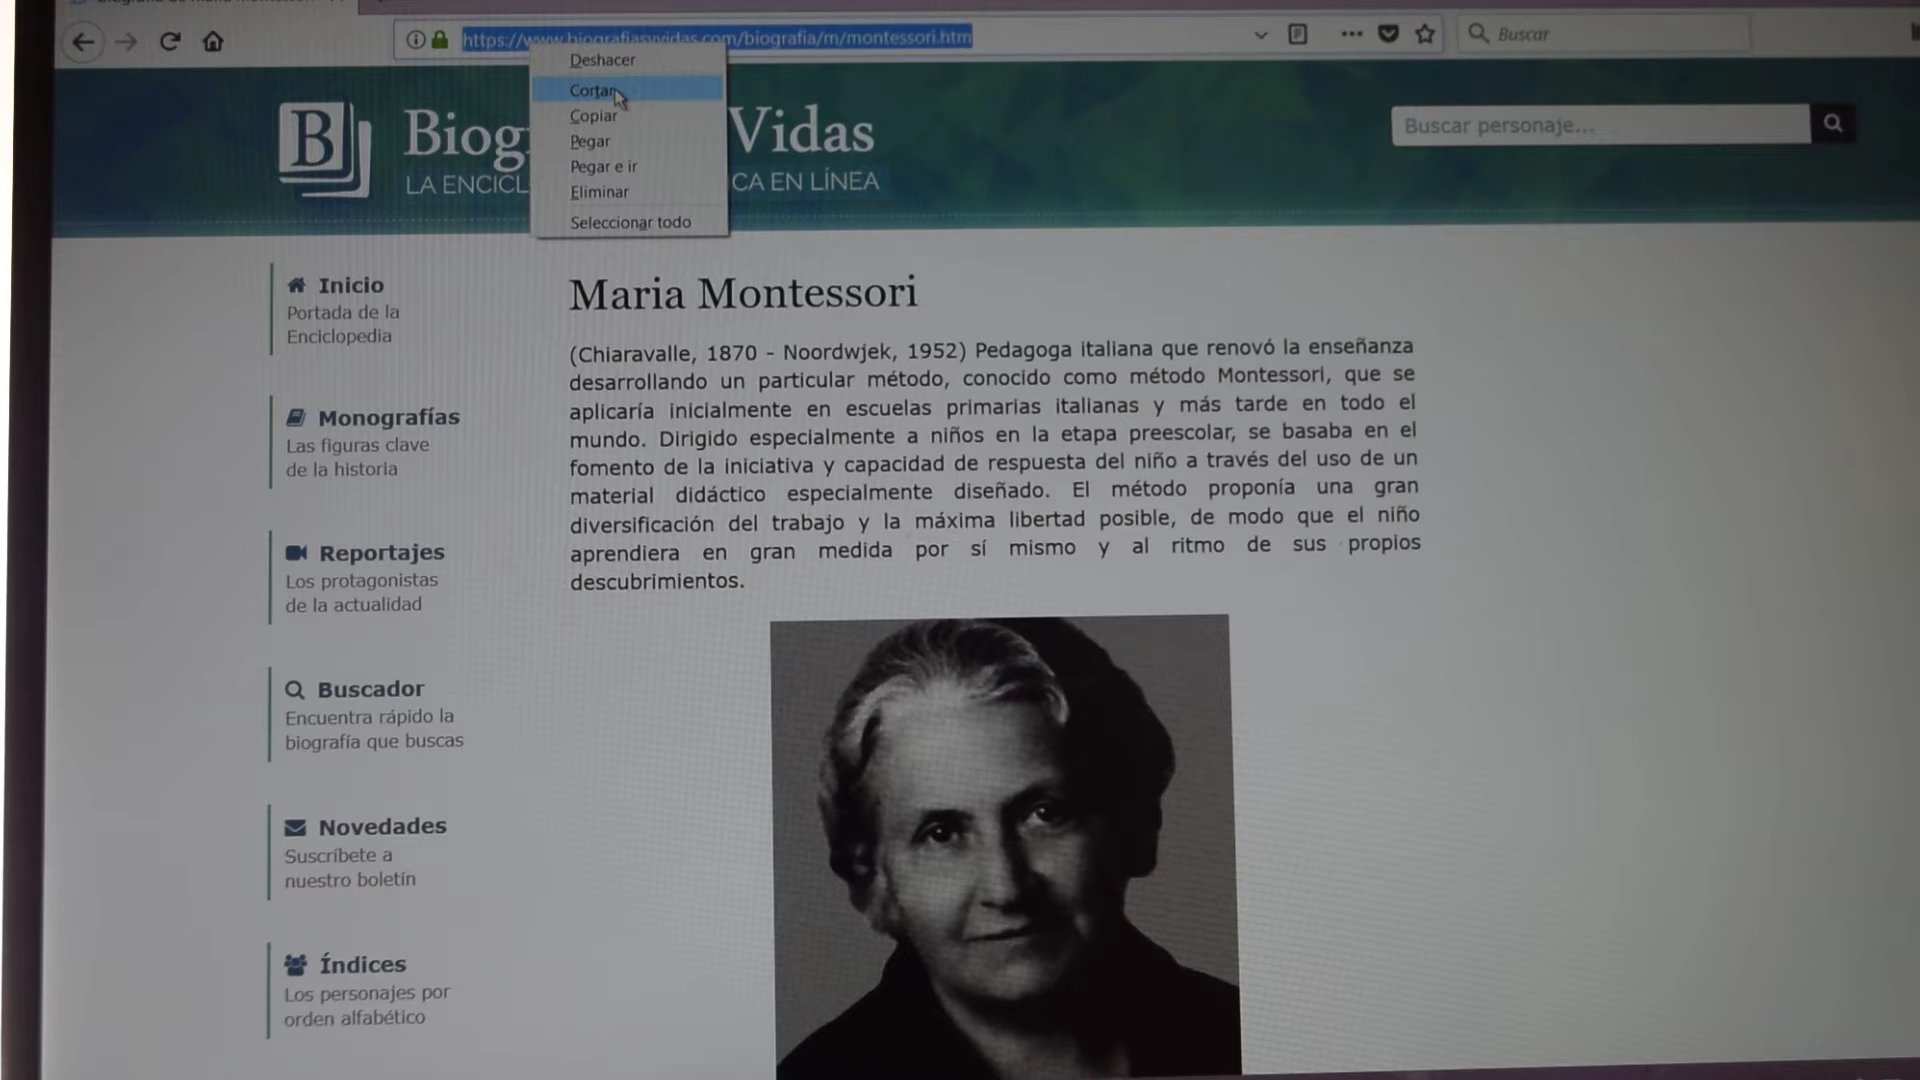 https://www.biografiasyvidas.com/biografia/m/montessori.htm
Buscar
Deshacer
Cortar
Copiar
Pegar
Pegar e ir
Eliminar
Seleccionar todo
B
Biog Vidas
LA ENCICL CA EN LÍNEA
Buscar personaje...
Inicio
Portada de la
Enciclopedia
Monografías
Las figuras clave
de la historia
Reportajes
Los protagonistas
de la actualidad
Buscador
Encuentra rápido la
biografía que buscas
Novedades
Suscríbete a
nuestro boletín
Índices
Los personajes por
orden alfabético
Maria Montessori
(Chiaravalle, 1870 - Noordwjek, 1952) Pedagoga italiana que renovó la enseñanza
desarrollando un particular método, conocido como método Montessori, que se
aplicaría inicialmente en escuelas primarias italianas y más tarde en todo el
mundo. Dirigido especialmente a niños en la etapa preescolar, se basaba en el
fomento de la iniciativa y capacidad de respuesta del niño a través del uso de un
material didáctico especialmente diseñado. El método proponía una gran
diversificación del trabajo y la máxima libertad posible, de modo que el niño
aprendiera en gran medida por sí mismo y al ritmo de sus propios
descubrimientos.